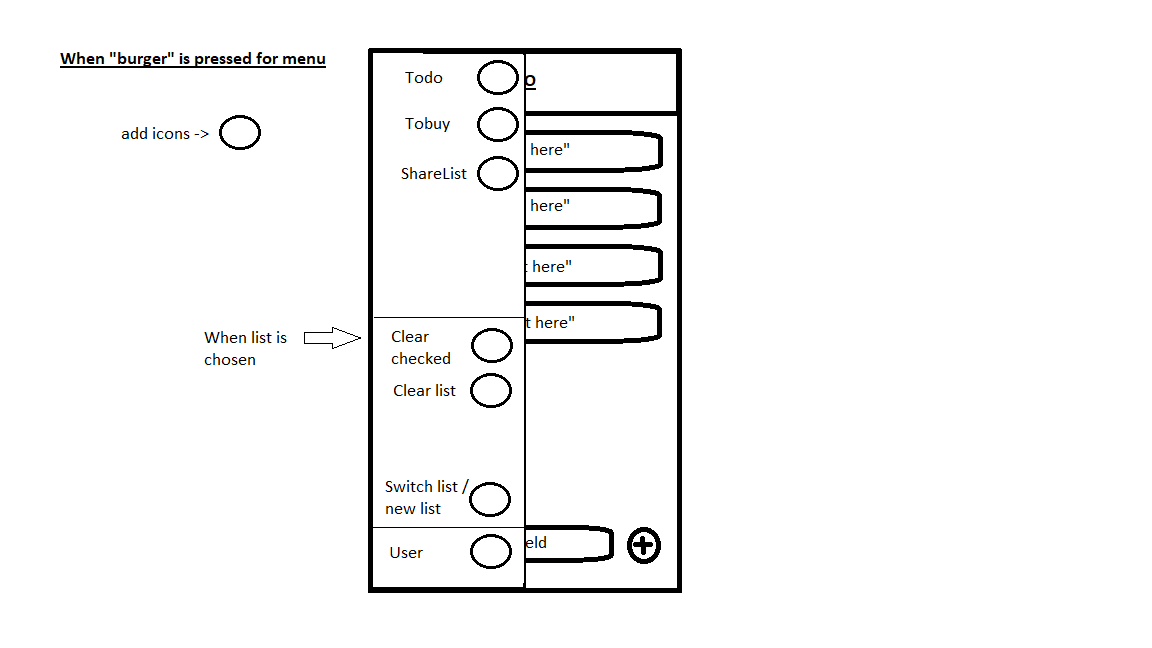 When "burger" is pressed for menu
add icons ->
Todo
Tobuy
ShareList
o
here"
here"
t here"
t here"
When list is
chosen
Clear
checked
Clear list
Switch list /
new list
User
eld